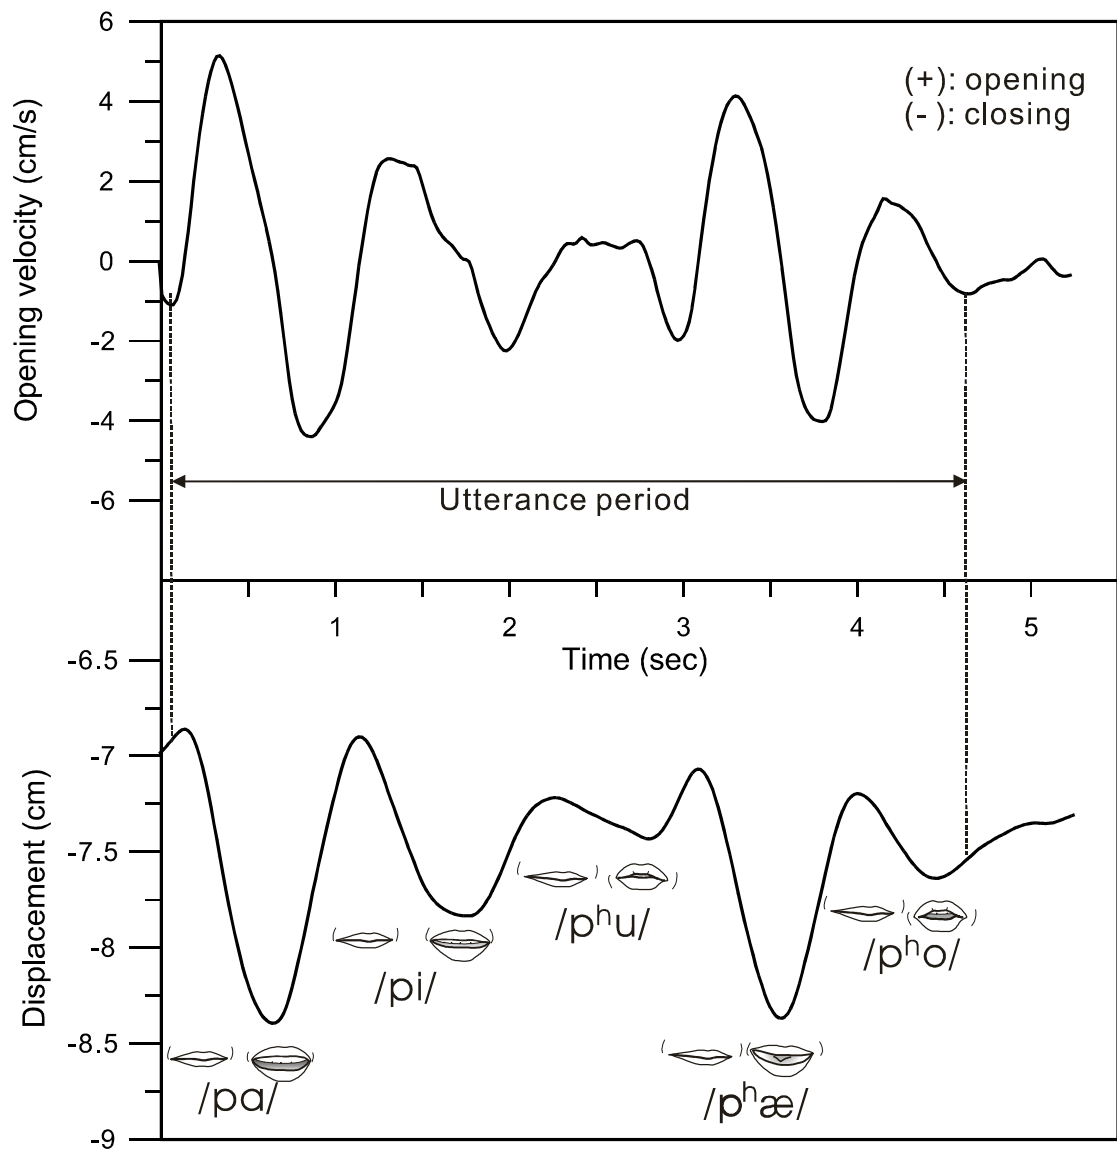 6
4
2
0
-2
-4
-6
Opening velocity (cm/s)
(+): opening
(- ): closing
Utterance period
1 2 3 4 5
Time (sec)
-6.5
-7
-7.5
-8
-8.5
-9
Displacement (cm)
/pʰu/
/pʰo/
/pi/
/pɑ/
/pʰæ/